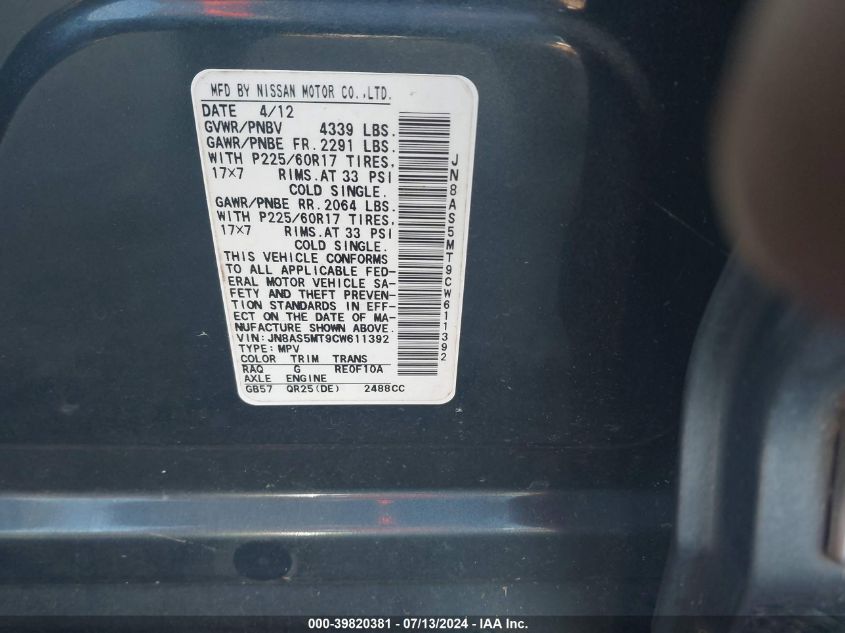 MFD BY NISSAN MOTOR CO.,LTD.
DATE 4/12
GVWR/PNBV 4339 LBS.
GAWR/PNBE FR.2291 LBS.
WITH P225/60R17 TIRES,
17×7 RIMS.AT 33 PSI
COLD SINGLE.
GAWR/PNBE RR.2064 LBS.
WITH P225/60R17 TIRES,
17×7 RIMS.AT 33 PSI
COLD SINGLE.
THIS VEHICLE CONFORMS
TO ALL APPLICABLE FED-
ERAL MOTOR VEHICLE SA-
FETY AND THEFT PREVEN-
TION STANDARDS IN EFF-
ECT ON THE DATE OF MA-
NUFACTURE SHOWN ABOVE.
VIN: JN8AS5MT9CW611392
TYPE: MPV
COLOR TRIM TRANS
RAQ G RE0F10A
AXLE ENGINE
GB57 QR25(DE) 2488CC
JN8AS5MT9CW611392
000-39820381 - 07/13/2024 - IAA Inc.